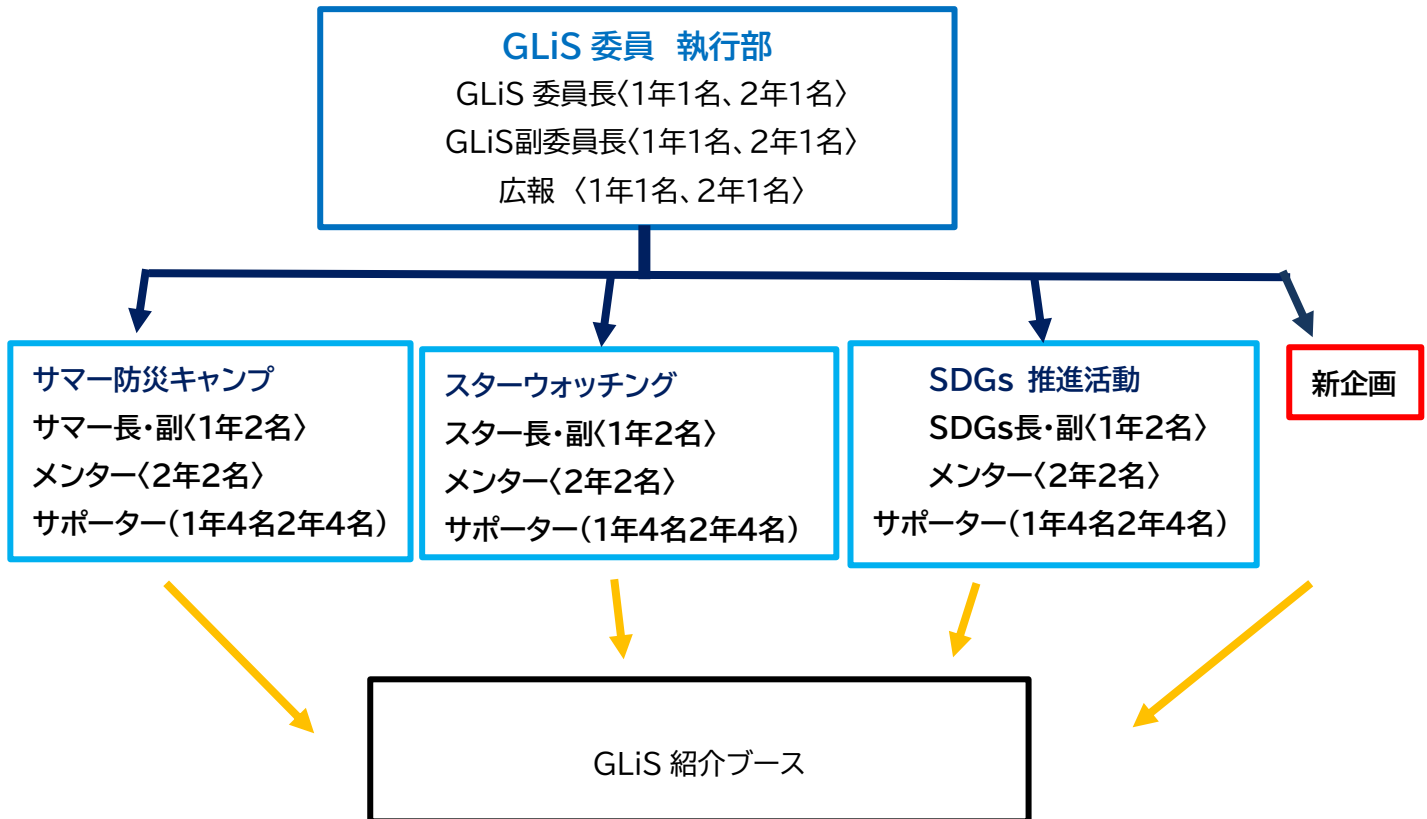 GLiS 委員　執行部
GLiS 委員長〈1年1名、2年1名〉
GLiS副委員長〈1年1名、2年1名〉
広報 〈1年1名、2年1名〉
サマー防災キャンプ
サマー長・副〈1年2名〉
メンター〈2年2名〉
サポーター(1年4名2年4名)
スターウォッチング
スター長・副〈1年2名〉
メンター〈2年2名〉
サポーター(1年4名2年4名)
SDGs 推進活動
SDGs長・副〈1年2名〉
メンター〈2年2名〉
サポーター(1年4名2年4名)
新企画
GLiS 紹介ブース